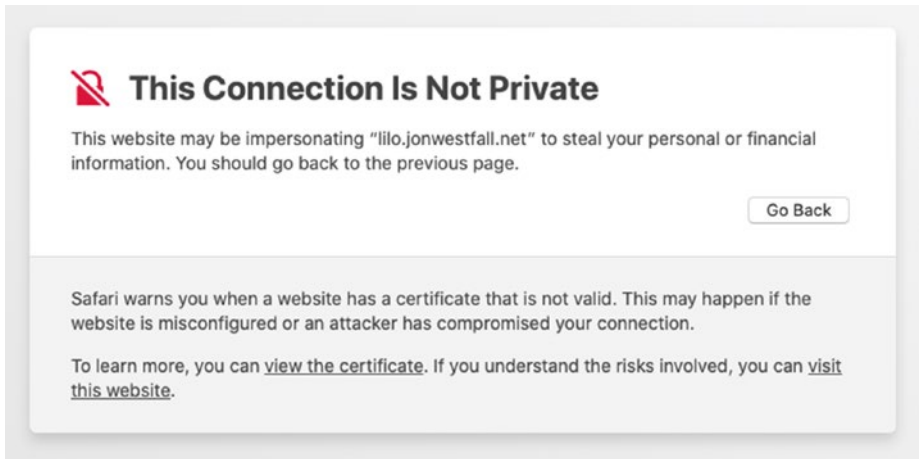 This Connection Is Not Private
This website may be impersonating “lilo.jonwestfall.net” to steal your personal or financial
information. You should go back to the previous page.
Go Back
Safari warns you when a website has a certificate that is not valid. This may happen if the
website is misconfigured or an attacker has compromised your connection.
To learn more, you can view the certificate. If you understand the risks involved, you can visit
this website.